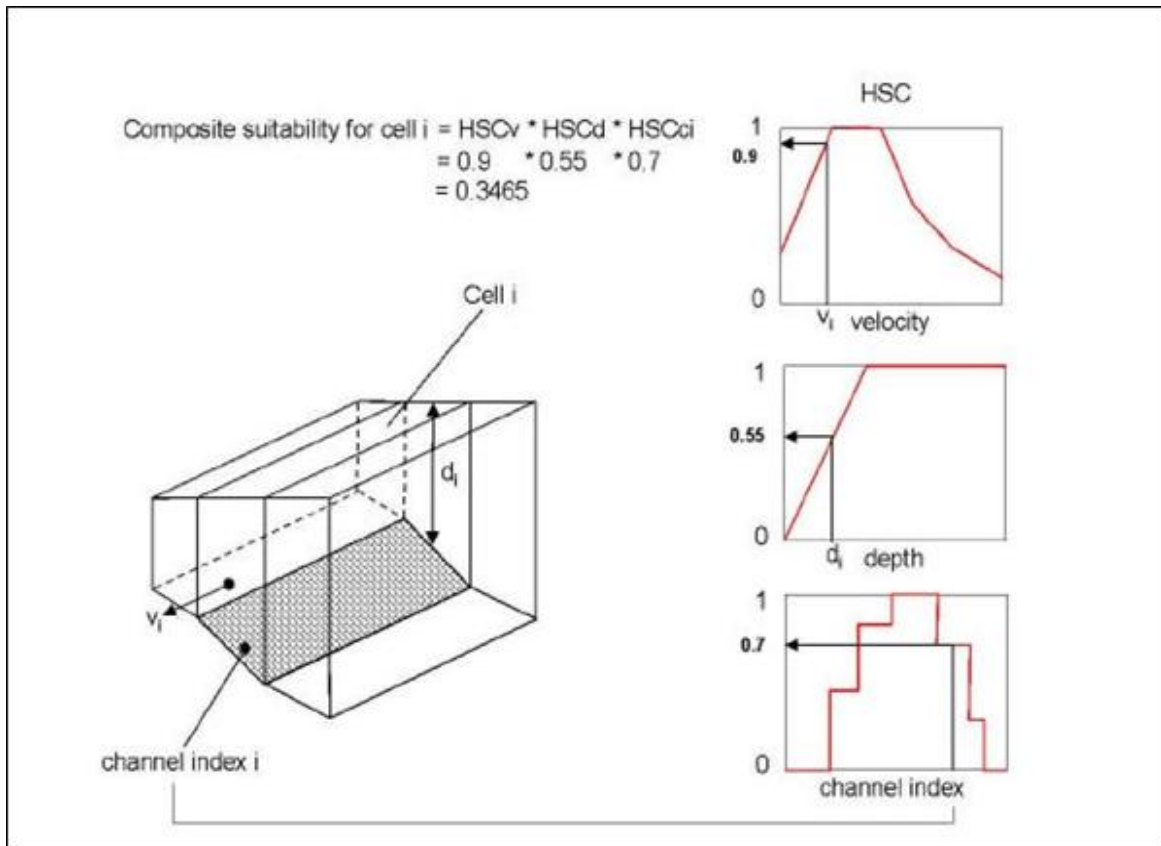 HSC
Composite suitability for cell i = HSCv * HSCd * HSCci
= 0.9 * 0.55 * 0.7
= 0.3465
1
0.9
0
vi velocity
Cell i
1
0.55
0
di depth
di
vi
channel index i
1
0.7
0
channel index